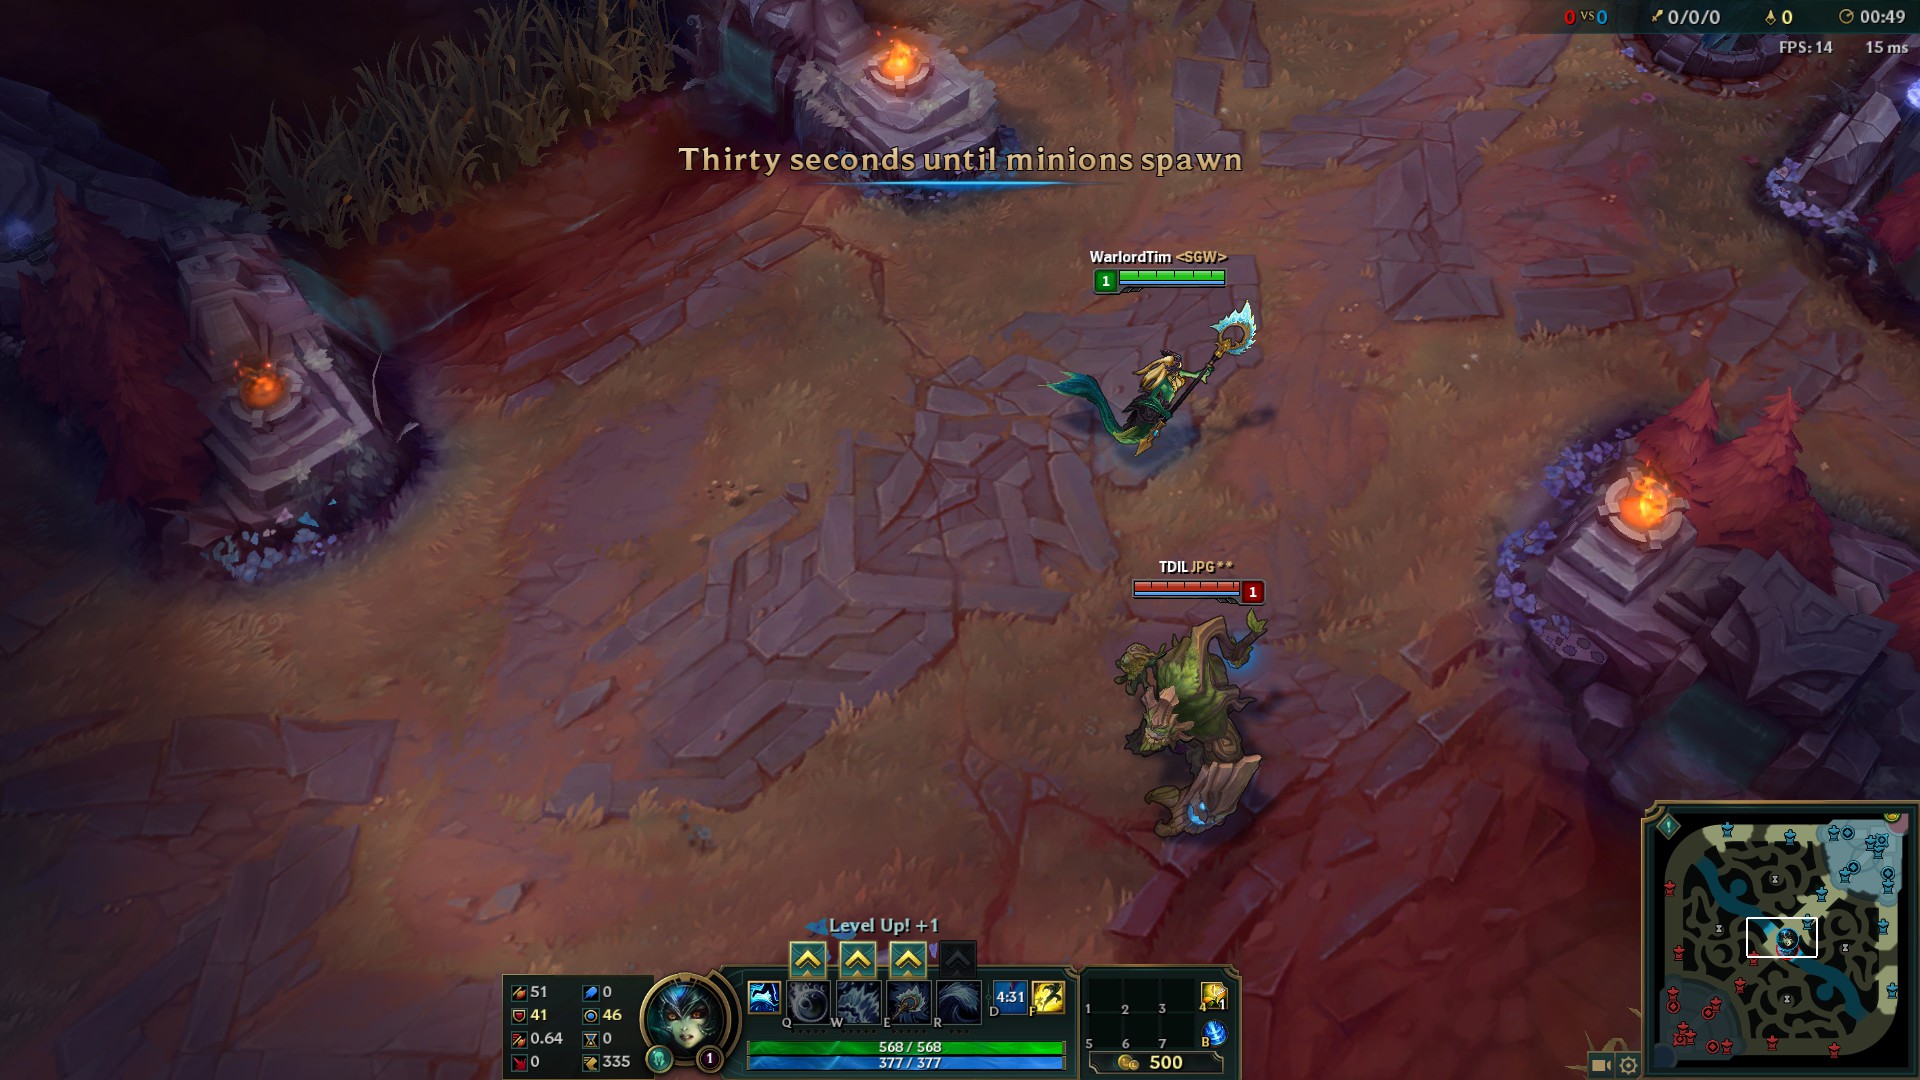 0 VS 0 0/0/0 0 00:49
FPS: 14 15 ms
Thirty seconds until minions spawn
WarlordTim <SGW>
1
TDIL JPG**
1
Level Up! +1
51 0
41 46
0.64 0
0 335
1
Q W E R
4:31
D F
568 / 568
377 / 377
1 2 3 4 1
5 6 7 B
500